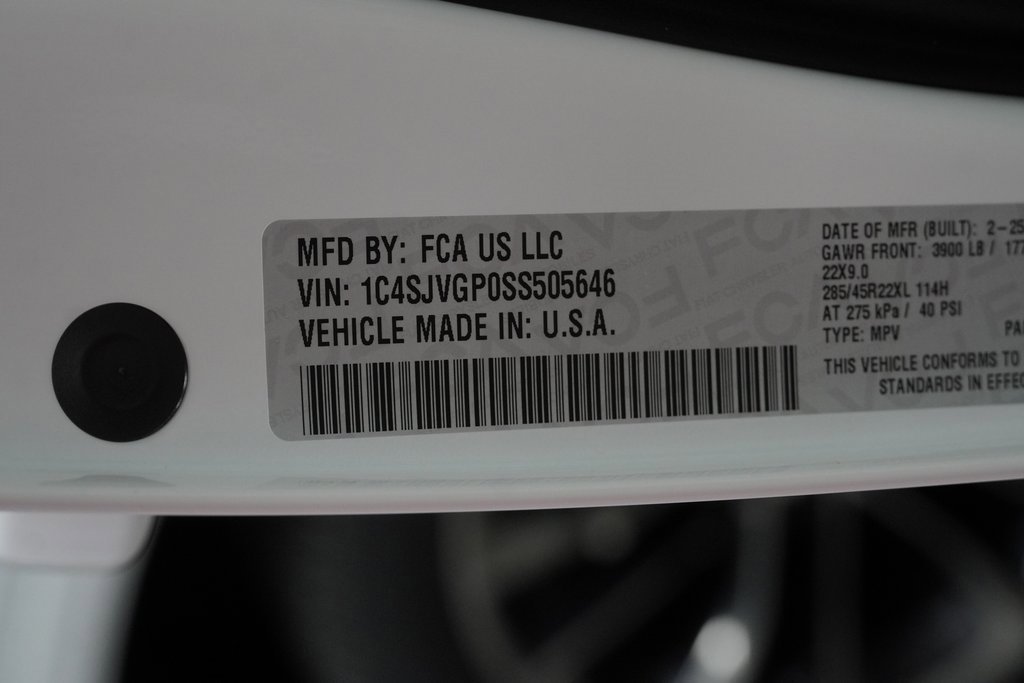 MFD BY: FCA US LLC
VIN: 1C4SJVGP0SS505646
VEHICLE MADE IN: U.S.A.
DATE OF MFR (BUILT): 2-25
GAWR FRONT: 3900 LB / 177
22X9.0
285/45R22XL 114H
AT 275 kPa / 40 PSI
TYPE: MPV PA
THIS VEHICLE CONFORMS TO
STANDARDS IN EFFEC